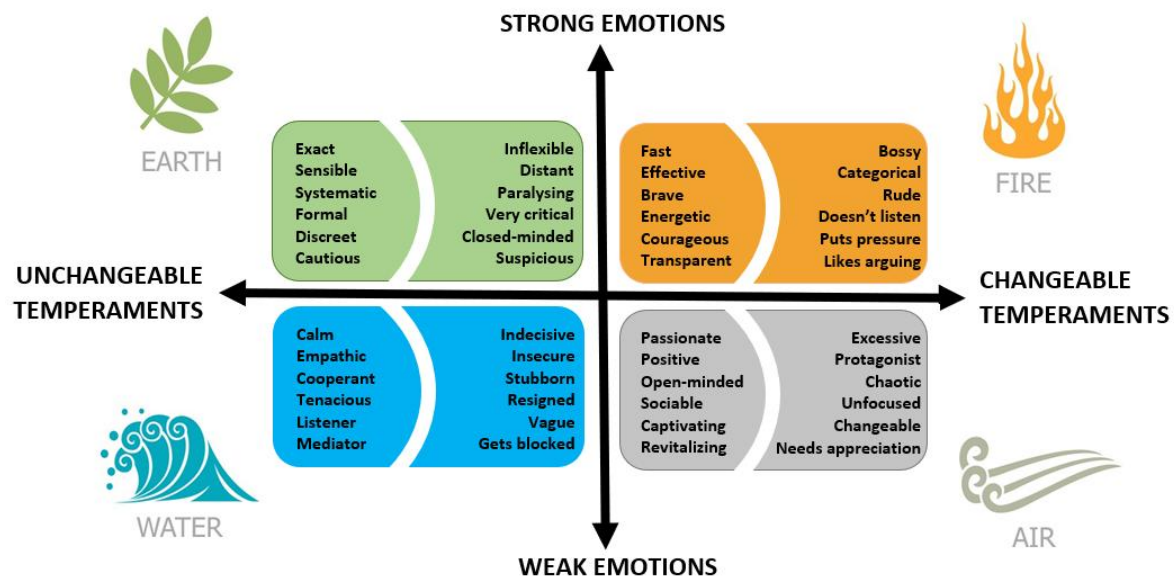 STRONG EMOTIONS
EARTH
Exact
Sensible
Systematic
Formal
Discreet
Cautious
Inflexible
Distant
Paralysing
Very critical
Closed-minded
Suspicious
Fast
Effective
Brave
Energetic
Courageous
Transparent
Bossy
Categorical
Rude
Doesn't listen
Puts pressure
Likes arguing
FIRE
UNCHANGEABLE
TEMPERAMENTS
CHANGEABLE
TEMPERAMENTS
Calm
Empathic
Cooperant
Tenacious
Listener
Mediator
Indecisive
Insecure
Stubborn
Resigned
Vague
Gets blocked
Passionate
Positive
Open-minded
Sociable
Captivating
Revitalizing
Excessive
Protagonist
Chaotic
Unfocused
Changeable
Needs appreciation
WATER
AIR
WEAK EMOTIONS